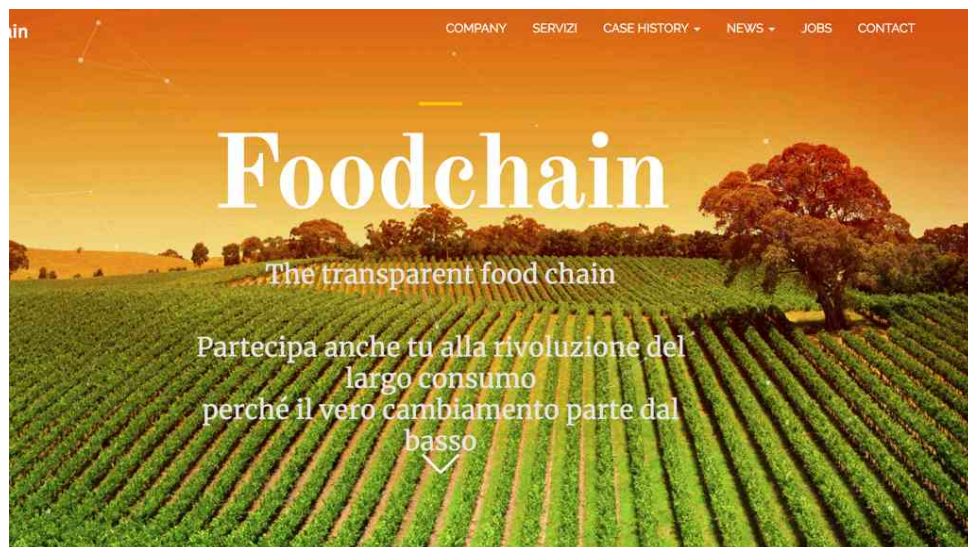 ain
COMPANY SERVIZI CASE HISTORY NEWS JOBS CONTACT
Foodchain
The transparent food chain
Partecipa anche tu alla rivoluzione del
largo consumo
perché il vero cambiamento parte dal
basso